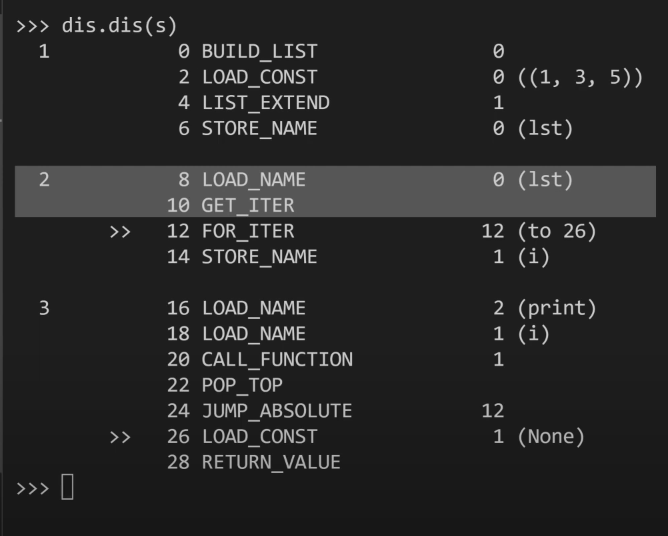 >>> dis.dis(s)
  1           0 BUILD_LIST               0
              2 LOAD_CONST               0 ((1, 3, 5))
              4 LIST_EXTEND              1
              6 STORE_NAME               0 (lst)

  2           8 LOAD_NAME                0 (lst)
             10 GET_ITER
        >>   12 FOR_ITER                12 (to 26)
             14 STORE_NAME               1 (i)

  3          16 LOAD_NAME                2 (print)
             18 LOAD_NAME                1 (i)
             20 CALL_FUNCTION            1
             22 POP_TOP
             24 JUMP_ABSOLUTE           12
        >>   26 LOAD_CONST               1 (None)
             28 RETURN_VALUE
>>>